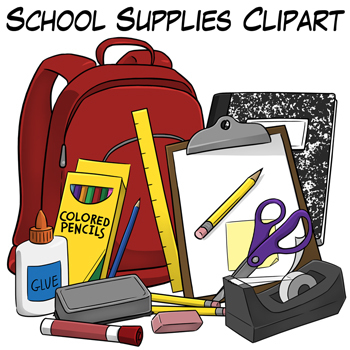 SCHOOL SUPPLIES CLIPART
COLORED
PENCILS
GLUE